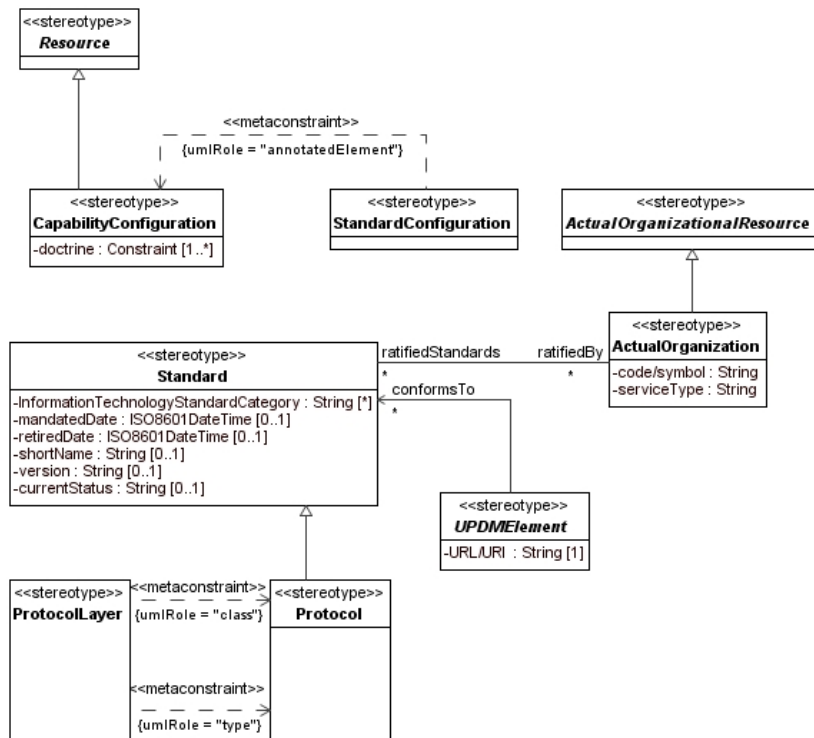 <<stereotype>>
Resource
<<metaconstraint>>
{umlRole = "annotatedElement"}
<<stereotype>>
CapabilityConfiguration
-doctrine : Constraint [1..*]
<<stereotype>>
StandardConfiguration
<<stereotype>>
ActualOrganizationalResource
<<stereotype>>
Standard
-InformationTechnologyStandardCategory : String [*]
-mandatedDate : ISO8601DateTime [0..1]
-retiredDate : ISO8601DateTime [0..1]
-shortName : String [0..1]
-version : String [0..1]
-currentStatus : String [0..1]
ratifiedStandards
*
ratifiedBy
*
<<stereotype>>
ActualOrganization
-code/symbol : String
-serviceType : String
conformsTo
*
<<stereotype>>
UPDMElement
-URL/URI : String [1]
<<stereotype>>
ProtocolLayer
<<metaconstraint>>
{umlRole = "class"}
<<stereotype>>
Protocol
<<metaconstraint>>
{umlRole = "type"}